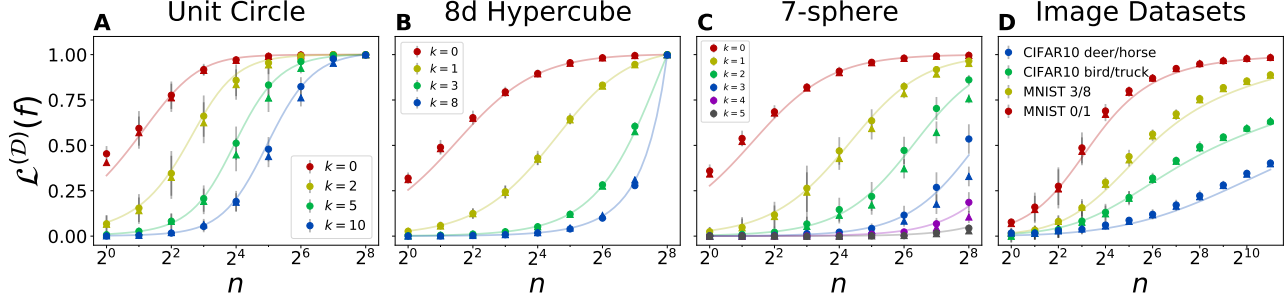 A Unit Circle
B 8d Hypercube
C 7-sphere
D Image Datasets
𝓛^(𝒟)(f)
1.00
0.75
0.50
0.25
0.00
k = 0
k = 2
k = 5
k = 10
2^0 2^2 2^4 2^6 2^8
n
k = 0
k = 1
k = 3
k = 8
2^0 2^2 2^4 2^6 2^8
n
k = 0
k = 1
k = 2
k = 3
k = 4
k = 5
2^0 2^2 2^4 2^6 2^8
n
CIFAR10 deer/horse
CIFAR10 bird/truck
MNIST 3/8
MNIST 0/1
2^0 2^2 2^4 2^6 2^8 2^10
n